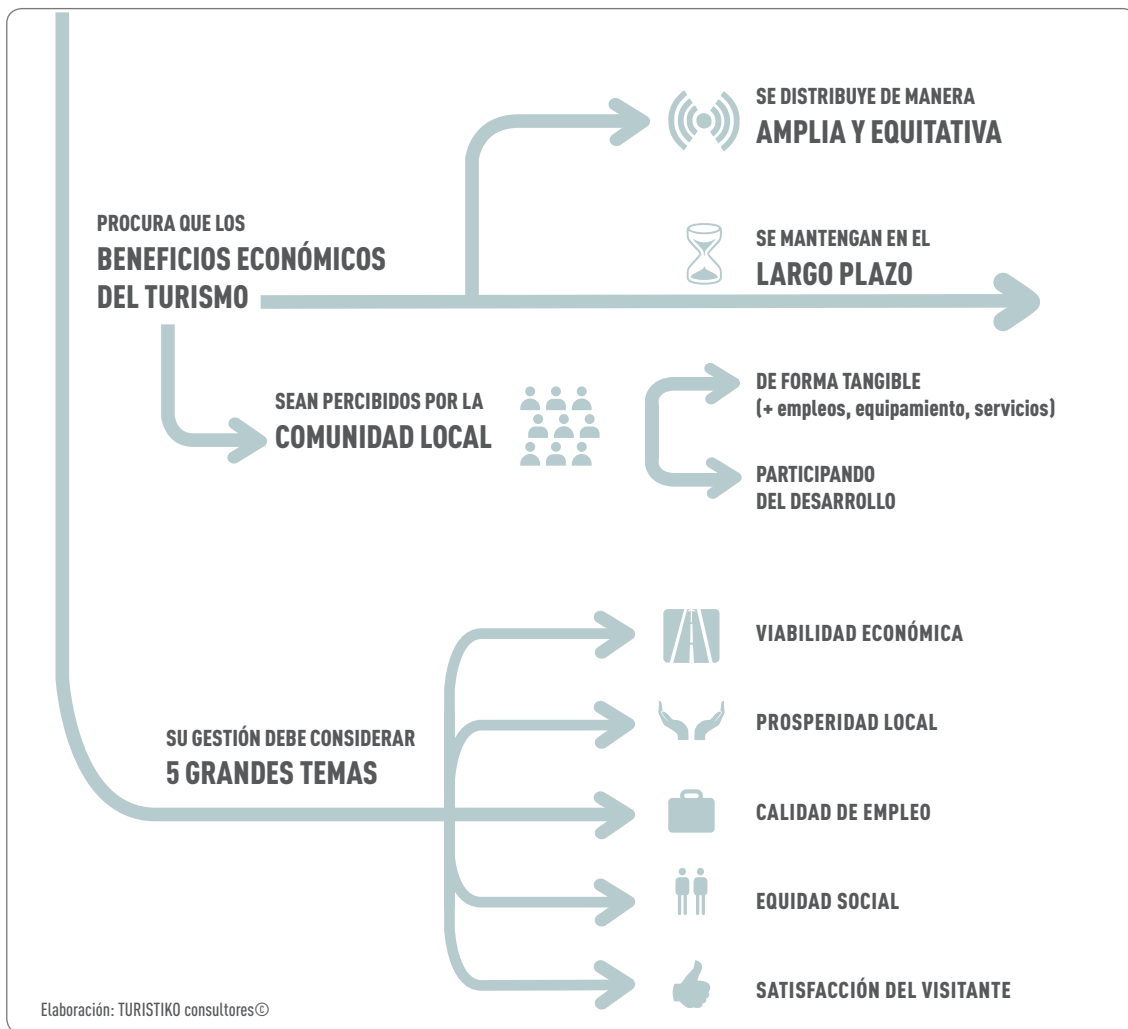 SE DISTRIBUYE DE MANERA
AMPLIA Y EQUITATIVA
PROCURA QUE LOS
BENEFICIOS ECONÓMICOS
DEL TURISMO
SE MANTENGAN EN EL
LARGO PLAZO
SEAN PERCIBIDOS POR LA
COMUNIDAD LOCAL
DE FORMA TANGIBLE
(+ empleos, equipamiento, servicios)
PARTICIPANDO
DEL DESARROLLO
SU GESTIÓN DEBE CONSIDERAR
5 GRANDES TEMAS
VIABILIDAD ECONÓMICA
PROSPERIDAD LOCAL
CALIDAD DE EMPLEO
EQUIDAD SOCIAL
SATISFACCIÓN DEL VISITANTE
Elaboración: TURISTIKO consultores©